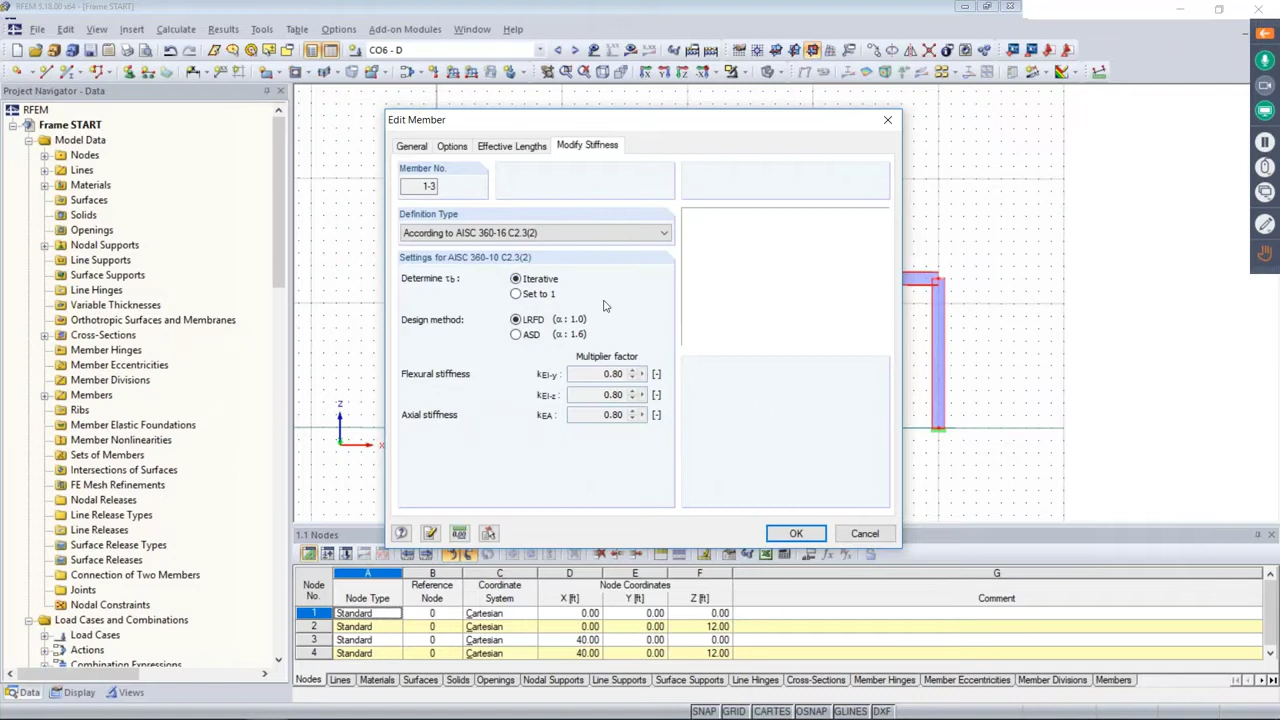 RFEM 5.18.00 x64 - [Frame START]
File Edit View Insert Calculate Results Tools Table Options Add-on Modules Window Help
CO6 - D
Project Navigator - Data
RFEM
Frame START
Model Data
Nodes
Lines
Materials
Surfaces
Solids
Openings
Nodal Supports
Line Supports
Surface Supports
Line Hinges
Variable Thicknesses
Orthotropic Surfaces and Membranes
Cross-Sections
Member Hinges
Member Eccentricities
Member Divisions
Members
Ribs
Member Elastic Foundations
Member Nonlinearities
Sets of Members
Intersections of Surfaces
FE Mesh Refinements
Nodal Releases
Line Release Types
Line Releases
Surface Release Types
Surface Releases
Connection of Two Members
Joints
Nodal Constraints
Load Cases and Combinations
Load Cases
Actions
Combination Expressions
Data Display Views
Z
X
Edit Member
General Options Effective Lengths Modify Stiffness
Member No.
1-3
Definition Type
According to AISC 360-16 C2.3(2)
Settings for AISC 360-10 C2.3(2)
Determine τb : Iterative
Set to 1
Design method: LRFD (α : 1.0)
ASD (α : 1.6)
Multiplier factor
Flexural stiffness kEI-y : 0.80 [-]
kEI-z : 0.80 [-]
Axial stiffness kEA : 0.80 [-]
OK Cancel
1.1 Nodes
A B C D E F G
Node No. Node Type Reference Node Coordinate System Node Coordinates X [ft] Y [ft] Z [ft] Comment
1 Standard 0 Cartesian 0.00 0.00 0.00
2 Standard 0 Cartesian 0.00 0.00 12.00
3 Standard 0 Cartesian 40.00 0.00 0.00
4 Standard 0 Cartesian 40.00 0.00 12.00
Nodes Lines Materials Surfaces Solids Openings Nodal Supports Line Supports Surface Supports Line Hinges Cross-Sections Member Hinges Member Eccentricities Member Divisions Members
SNAP GRID CARTES OSNAP GLINES DXF